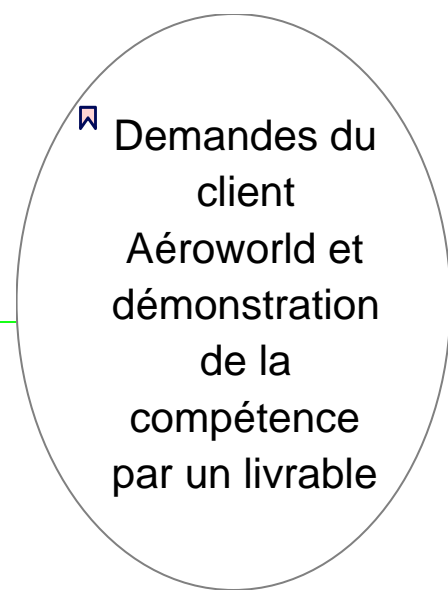 Demandes du
client
Aéroworld et
démonstration
de la
compétence
par un livrable